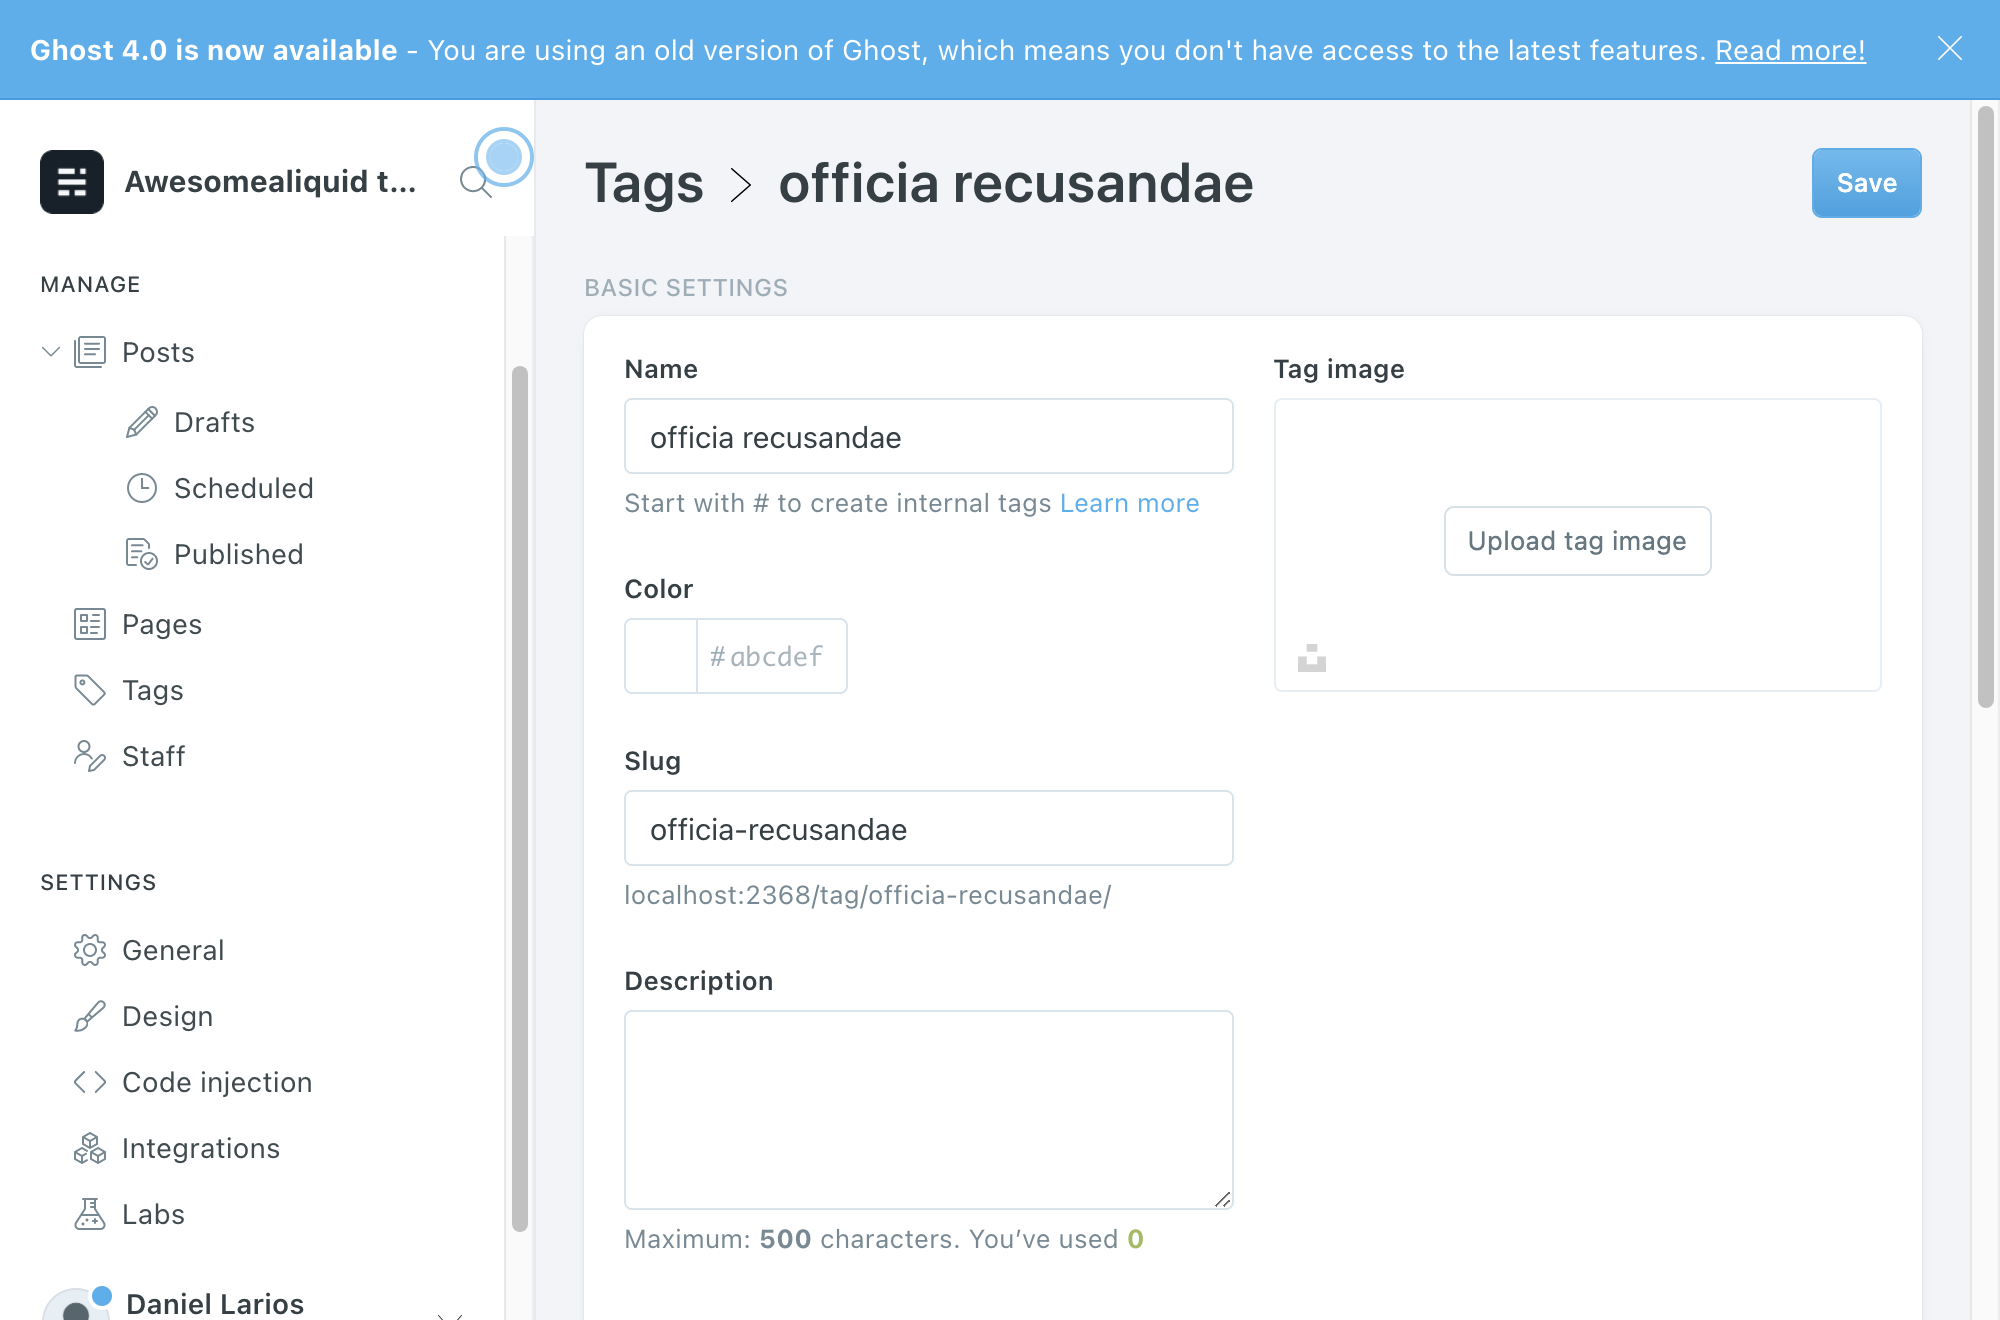 Ghost 4.0 is now available - You are using an old version of Ghost, which means you don't have access to the latest features. Read more!
Awesomealiquid t...
MANAGE
Posts
Drafts
Scheduled
Published
Pages
Tags
Staff
SETTINGS
General
Design
Code injection
Integrations
Labs
Daniel Larios
Tags > officia recusandae
Save
BASIC SETTINGS
Name
officia recusandae
Start with # to create internal tags Learn more
Color
#abcdef
Slug
officia-recusandae
localhost:2368/tag/officia-recusandae/
Description
Maximum: 500 characters. You’ve used 0
Tag image
Upload tag image